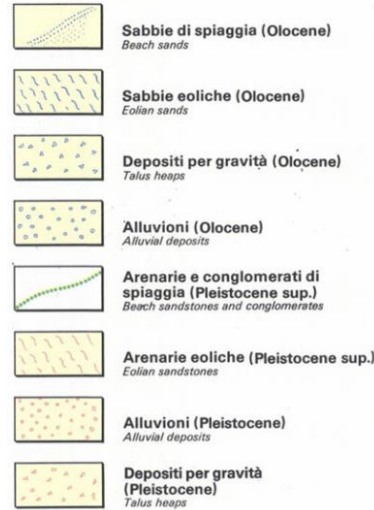 Sabbie di spiaggia (Olocene)
Beach sands
Sabbie eoliche (Olocene)
Eolian sands
Depositi per gravità (Olocene)
Talus heaps
Alluvioni (Olocene)
Alluvial deposits
Arenarie e conglomerati di
spiaggia (Pleistocene sup.)
Beach sandstones and conglomerates
Arenarie eoliche (Pleistocene sup.)
Eolian sandstones
Alluvioni (Pleistocene)
Alluvial deposits
Depositi per gravità
(Pleistocene)
Talus heaps